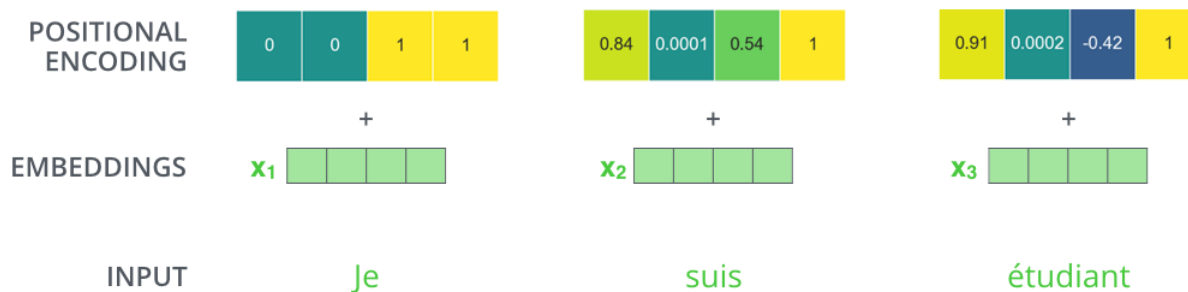 POSITIONAL
ENCODING
0 0 1 1
0.84 0.0001 0.54 1
0.91 0.0002 -0.42 1
+ + +
EMBEDDINGS x₁ x₂ x₃
INPUT Je suis étudiant